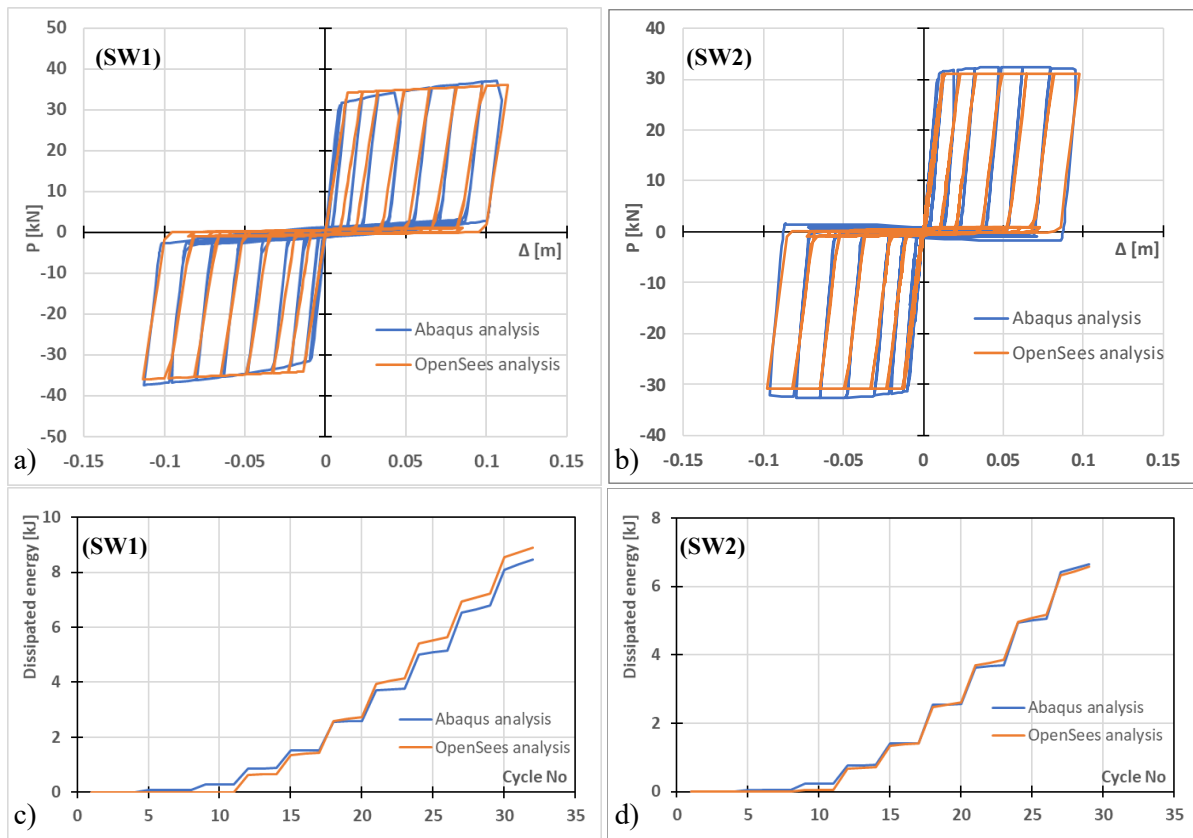 (SW1)
50
40
30
20
10
0
-10
-20
-30
-40
-50
P [kN]
Δ [m]
Abaqus analysis
OpenSees analysis
-0.15
-0.1
-0.05
0
0.05
0.1
0.15
a)
(SW2)
40
30
20
10
0
-10
-20
-30
-40
P [kN]
Δ [m]
Abaqus analysis
OpenSees analysis
-0.15
-0.1
-0.05
0
0.05
0.1
0.15
b)
(SW1)
10
8
6
4
2
0
Dissipated energy [kJ]
Abaqus analysis
OpenSees analysis
Cycle No
0
5
10
15
20
25
30
35
c)
(SW2)
8
6
4
2
0
Dissipated energy [kJ]
Abaqus analysis
OpenSees analysis
Cycle No
0
5
10
15
20
25
30
35
d)